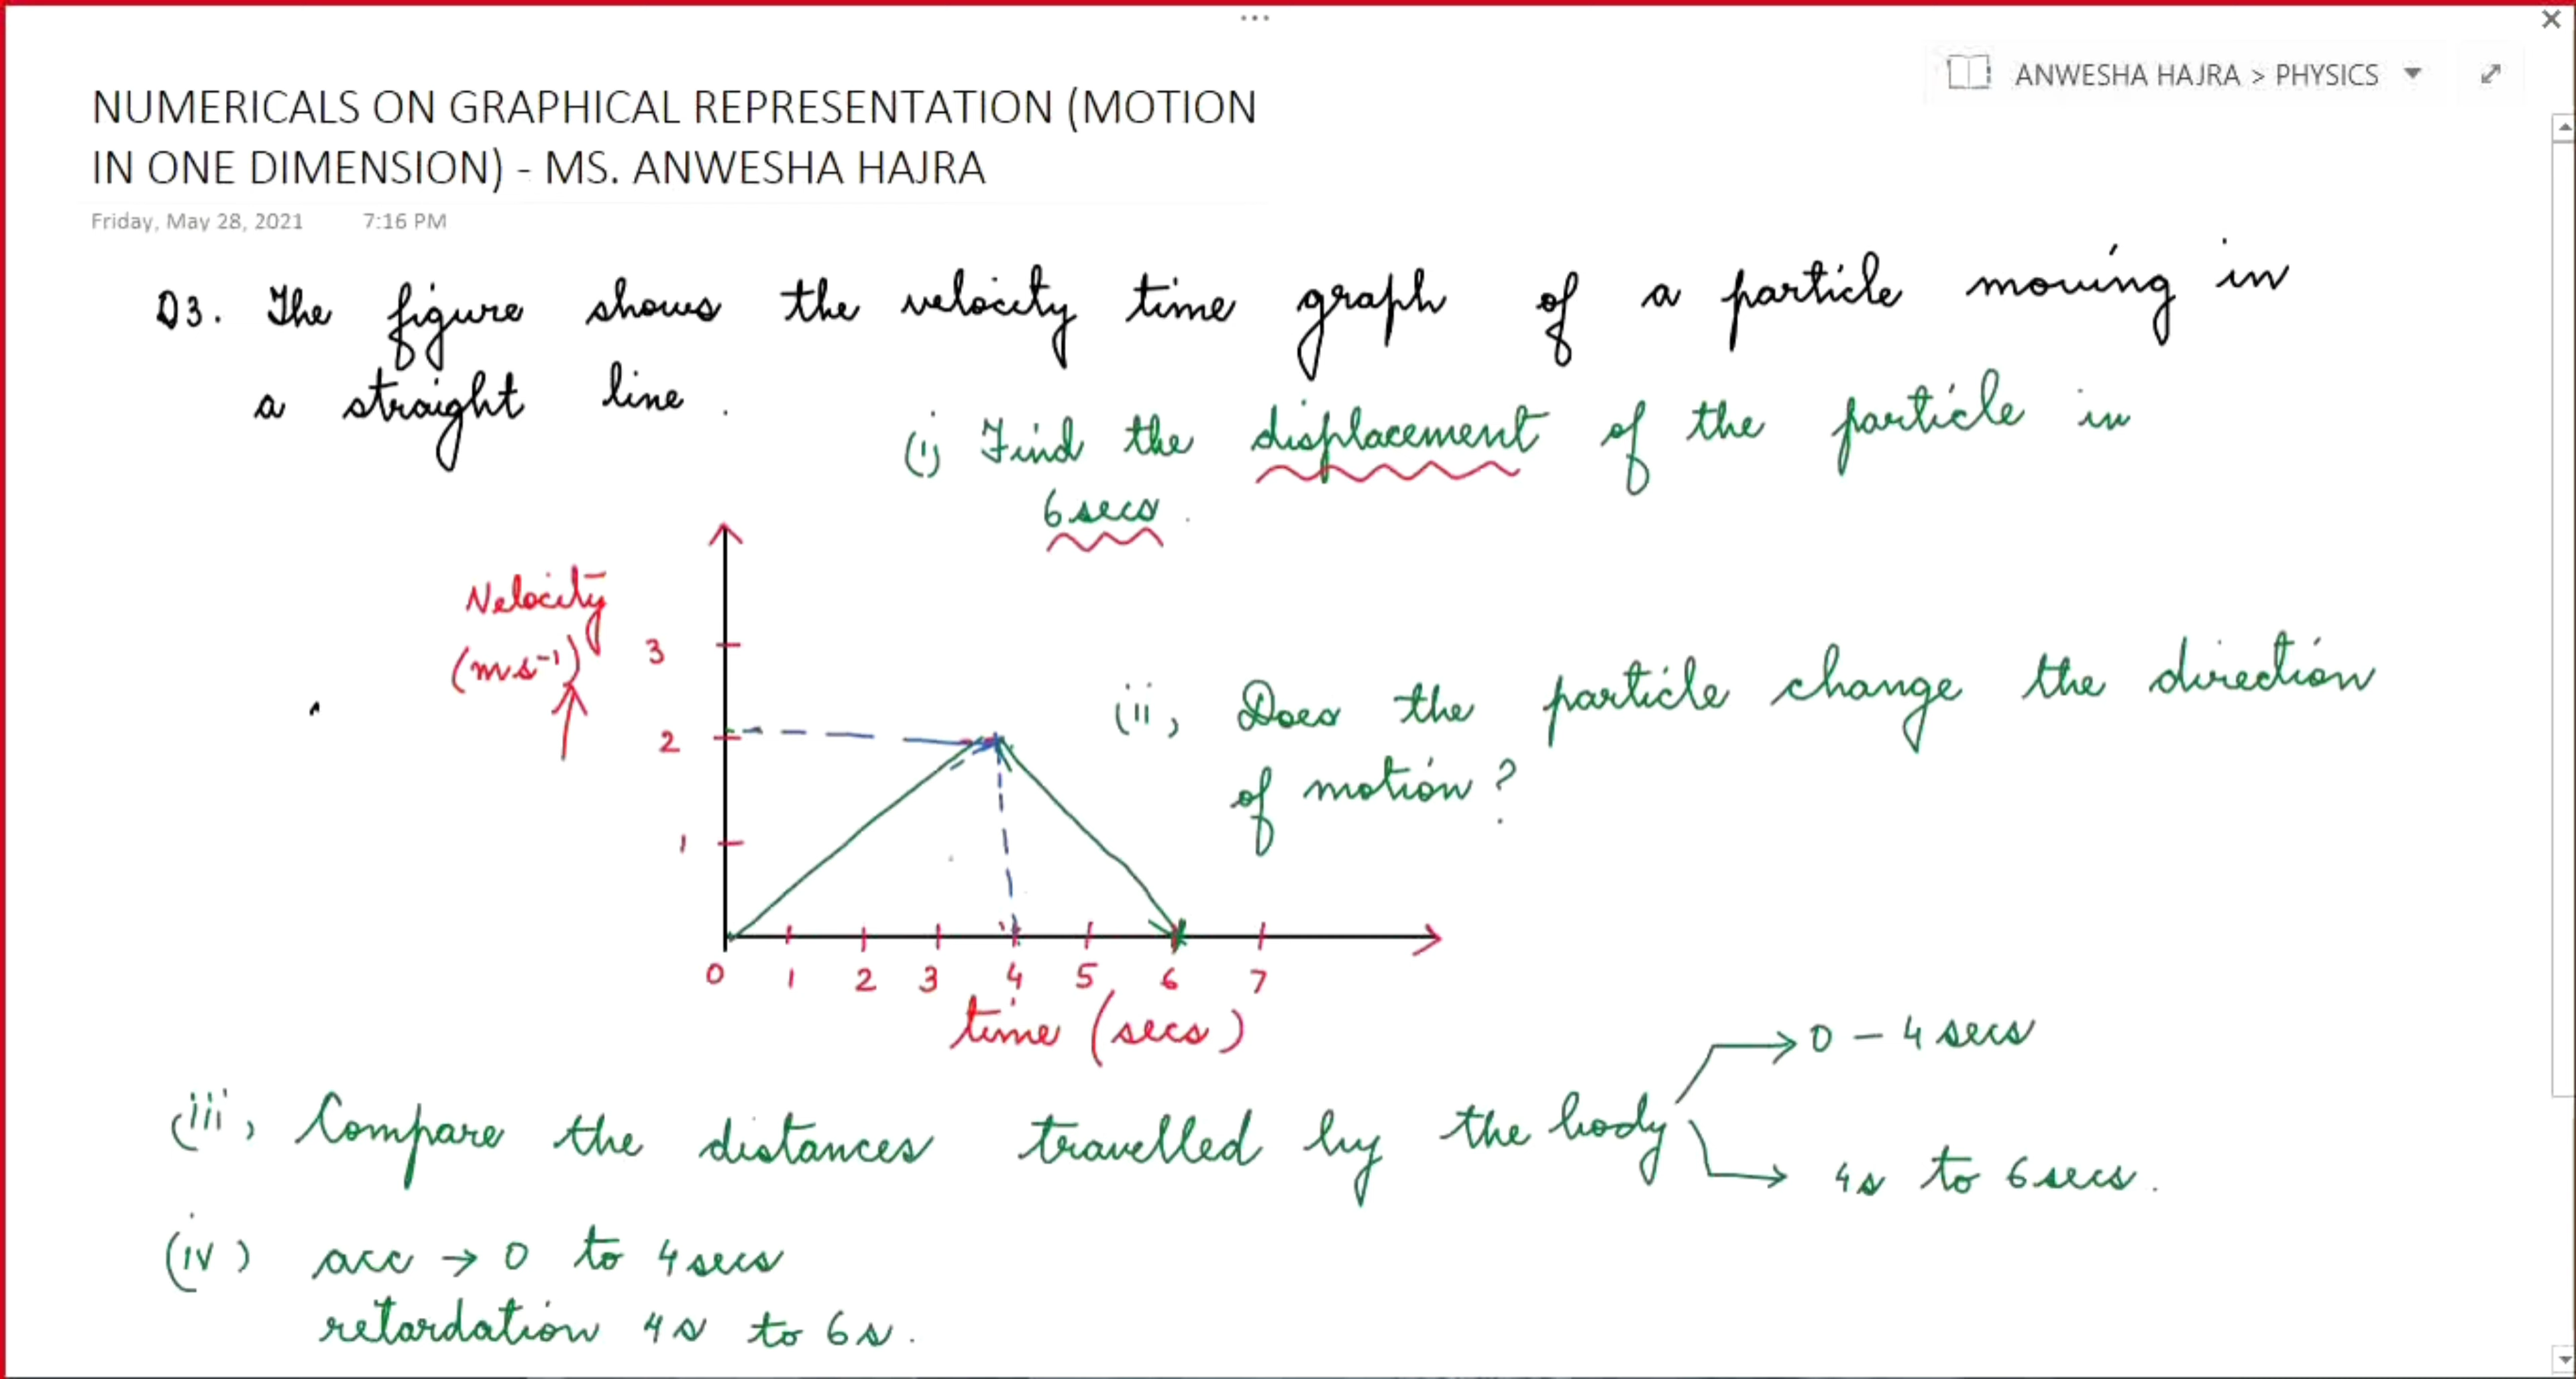 ANWESHA HAJRA > PHYSICS
NUMERICALS ON GRAPHICAL REPRESENTATION (MOTION
IN ONE DIMENSION) - MS. ANWESHA HAJRA
Friday, May 28, 2021 7:16 PM
Q3. The figure shows the velocity time graph of a particle moving in
a straight line.
(i) Find the displacement of the particle in
6 secs.
Velocity
(ms⁻¹)
3
2
1
(ii, Does the particle change the direction
of motion?
0 1 2 3 4 5 6 7
time (secs)
(iii, Compare the distances travelled by the body
0 - 4 secs
4s to 6 secs.
(iv) acc → 0 to 4 secs
retardation 4s to 6s.